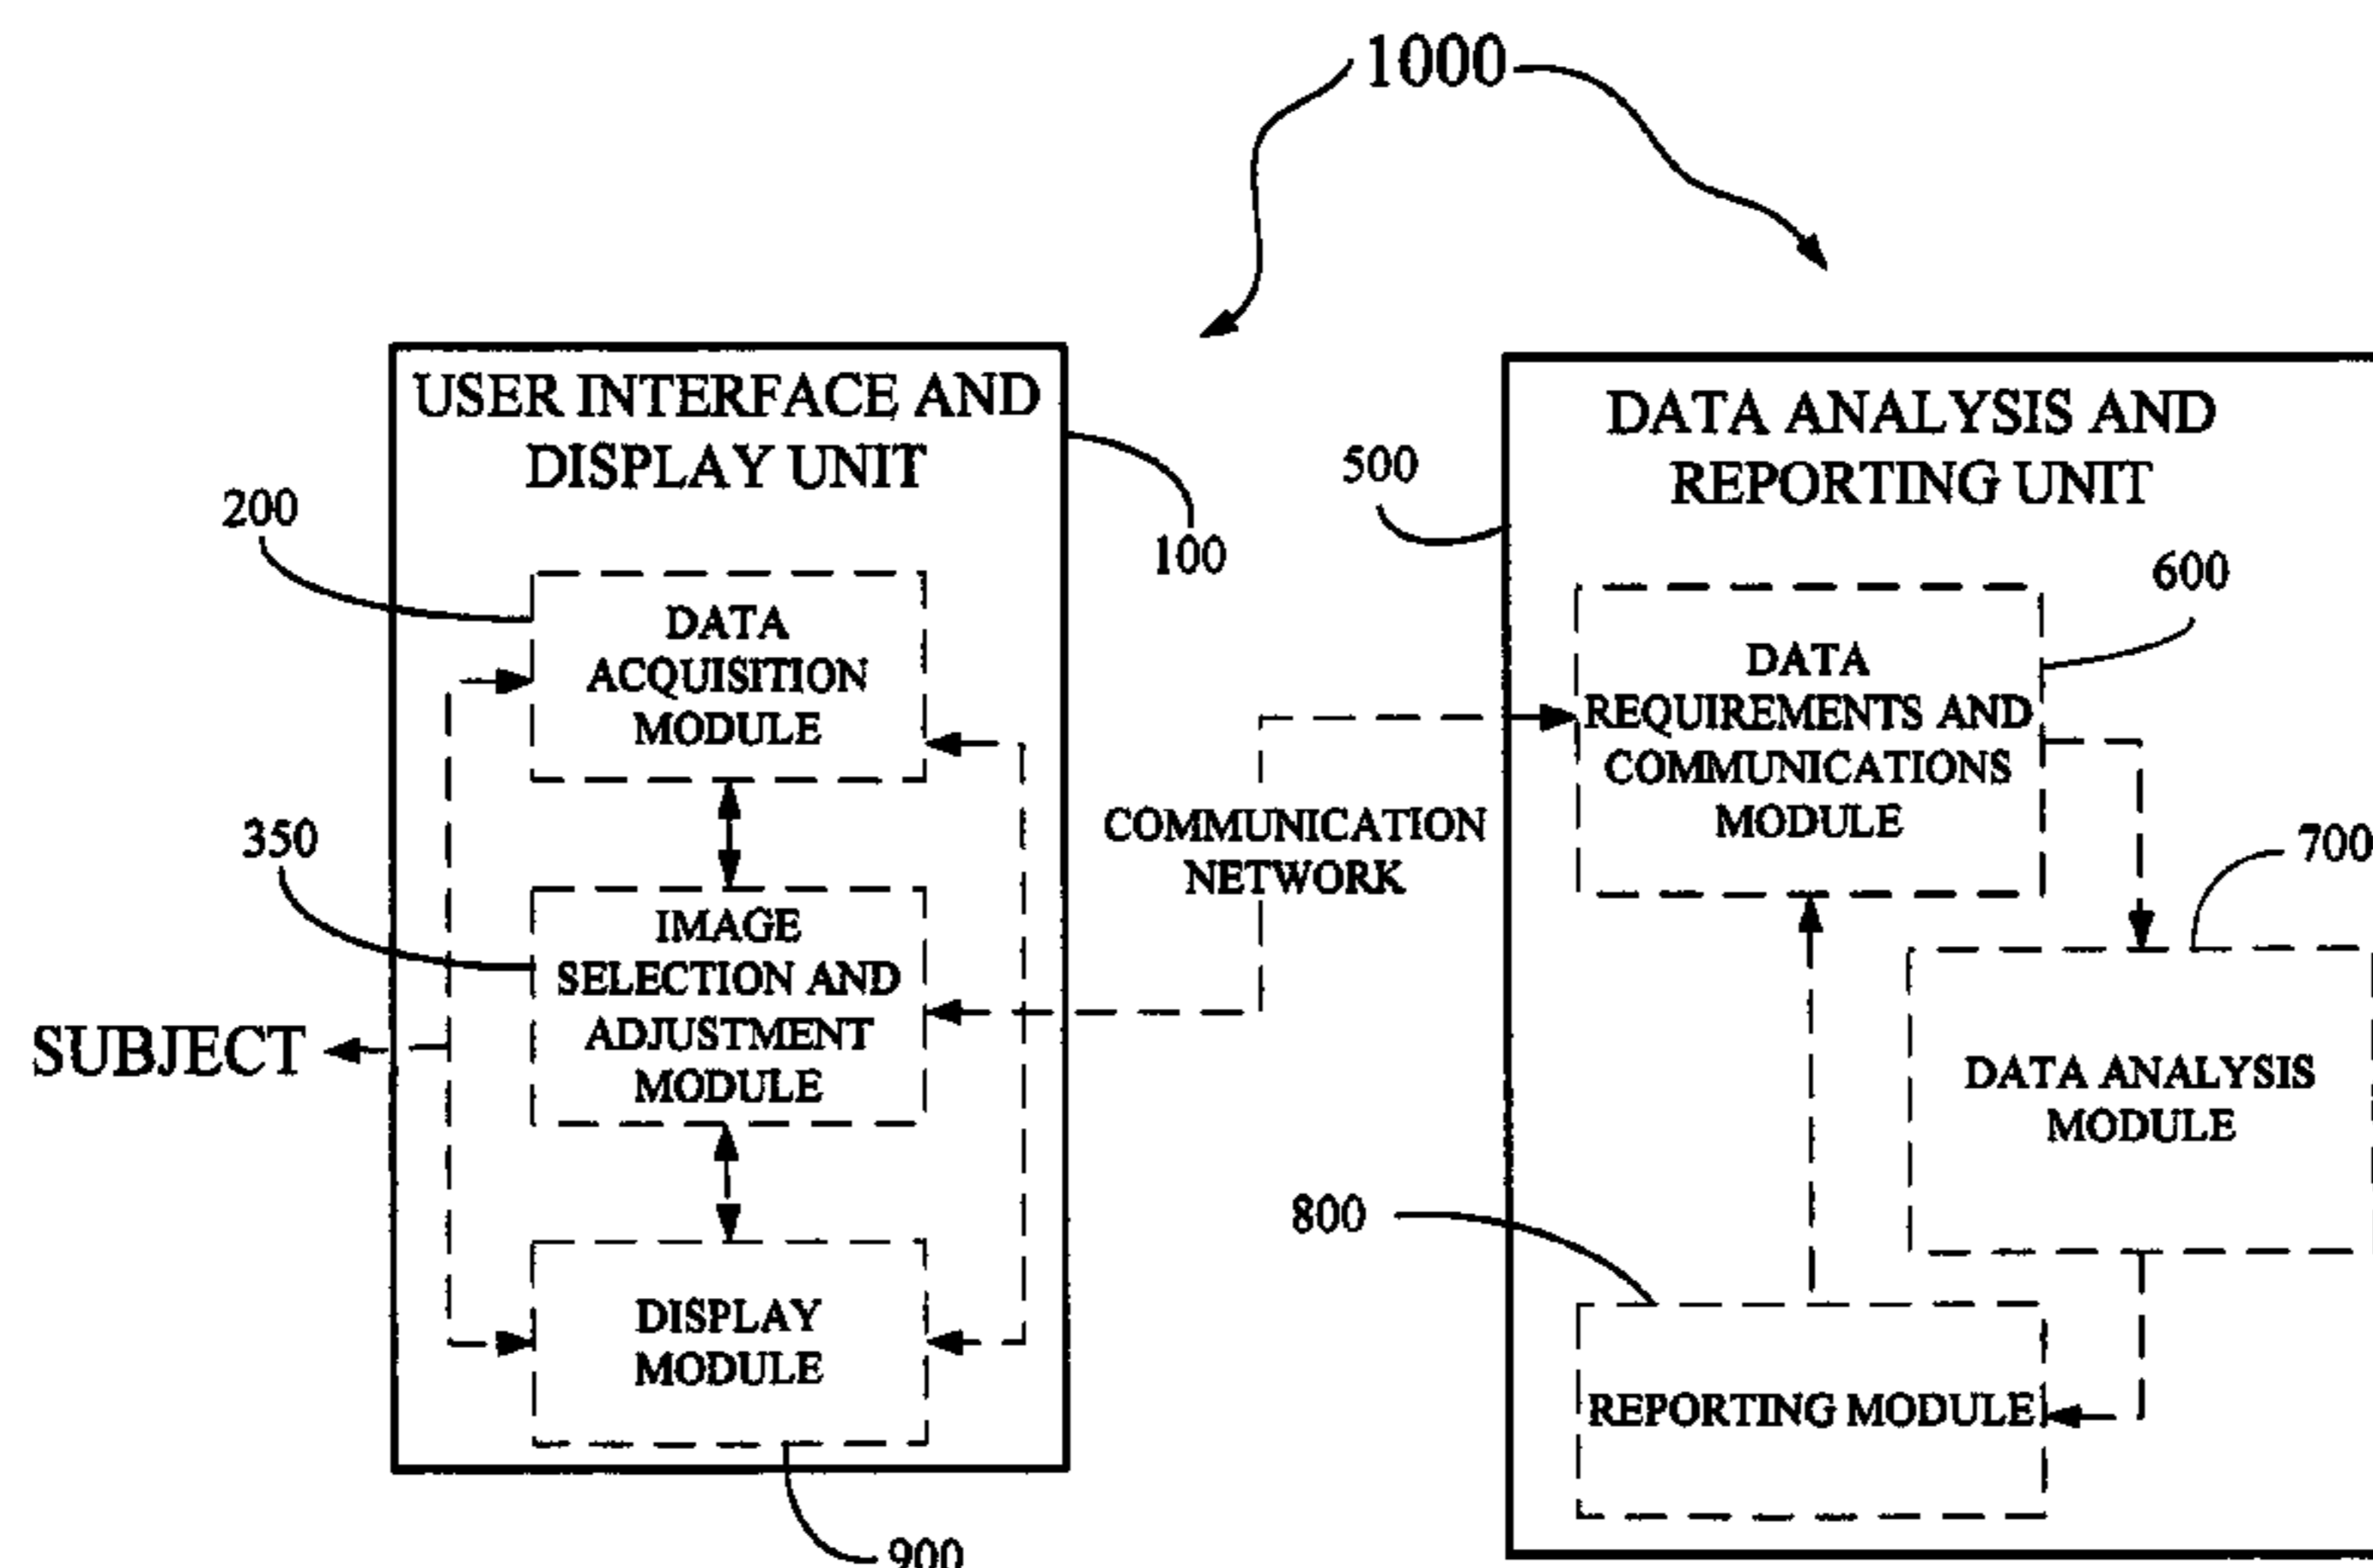 1000
USER INTERFACE AND
DISPLAY UNIT
100
200
DATA
ACQUISITION
MODULE
350
IMAGE
SELECTION AND
ADJUSTMENT
MODULE
SUBJECT
DISPLAY
MODULE
900
COMMUNICATION
NETWORK
DATA ANALYSIS AND
REPORTING UNIT
500
600
DATA
REQUIREMENTS AND
COMMUNICATIONS
MODULE
700
DATA ANALYSIS
MODULE
800
REPORTING MODULE